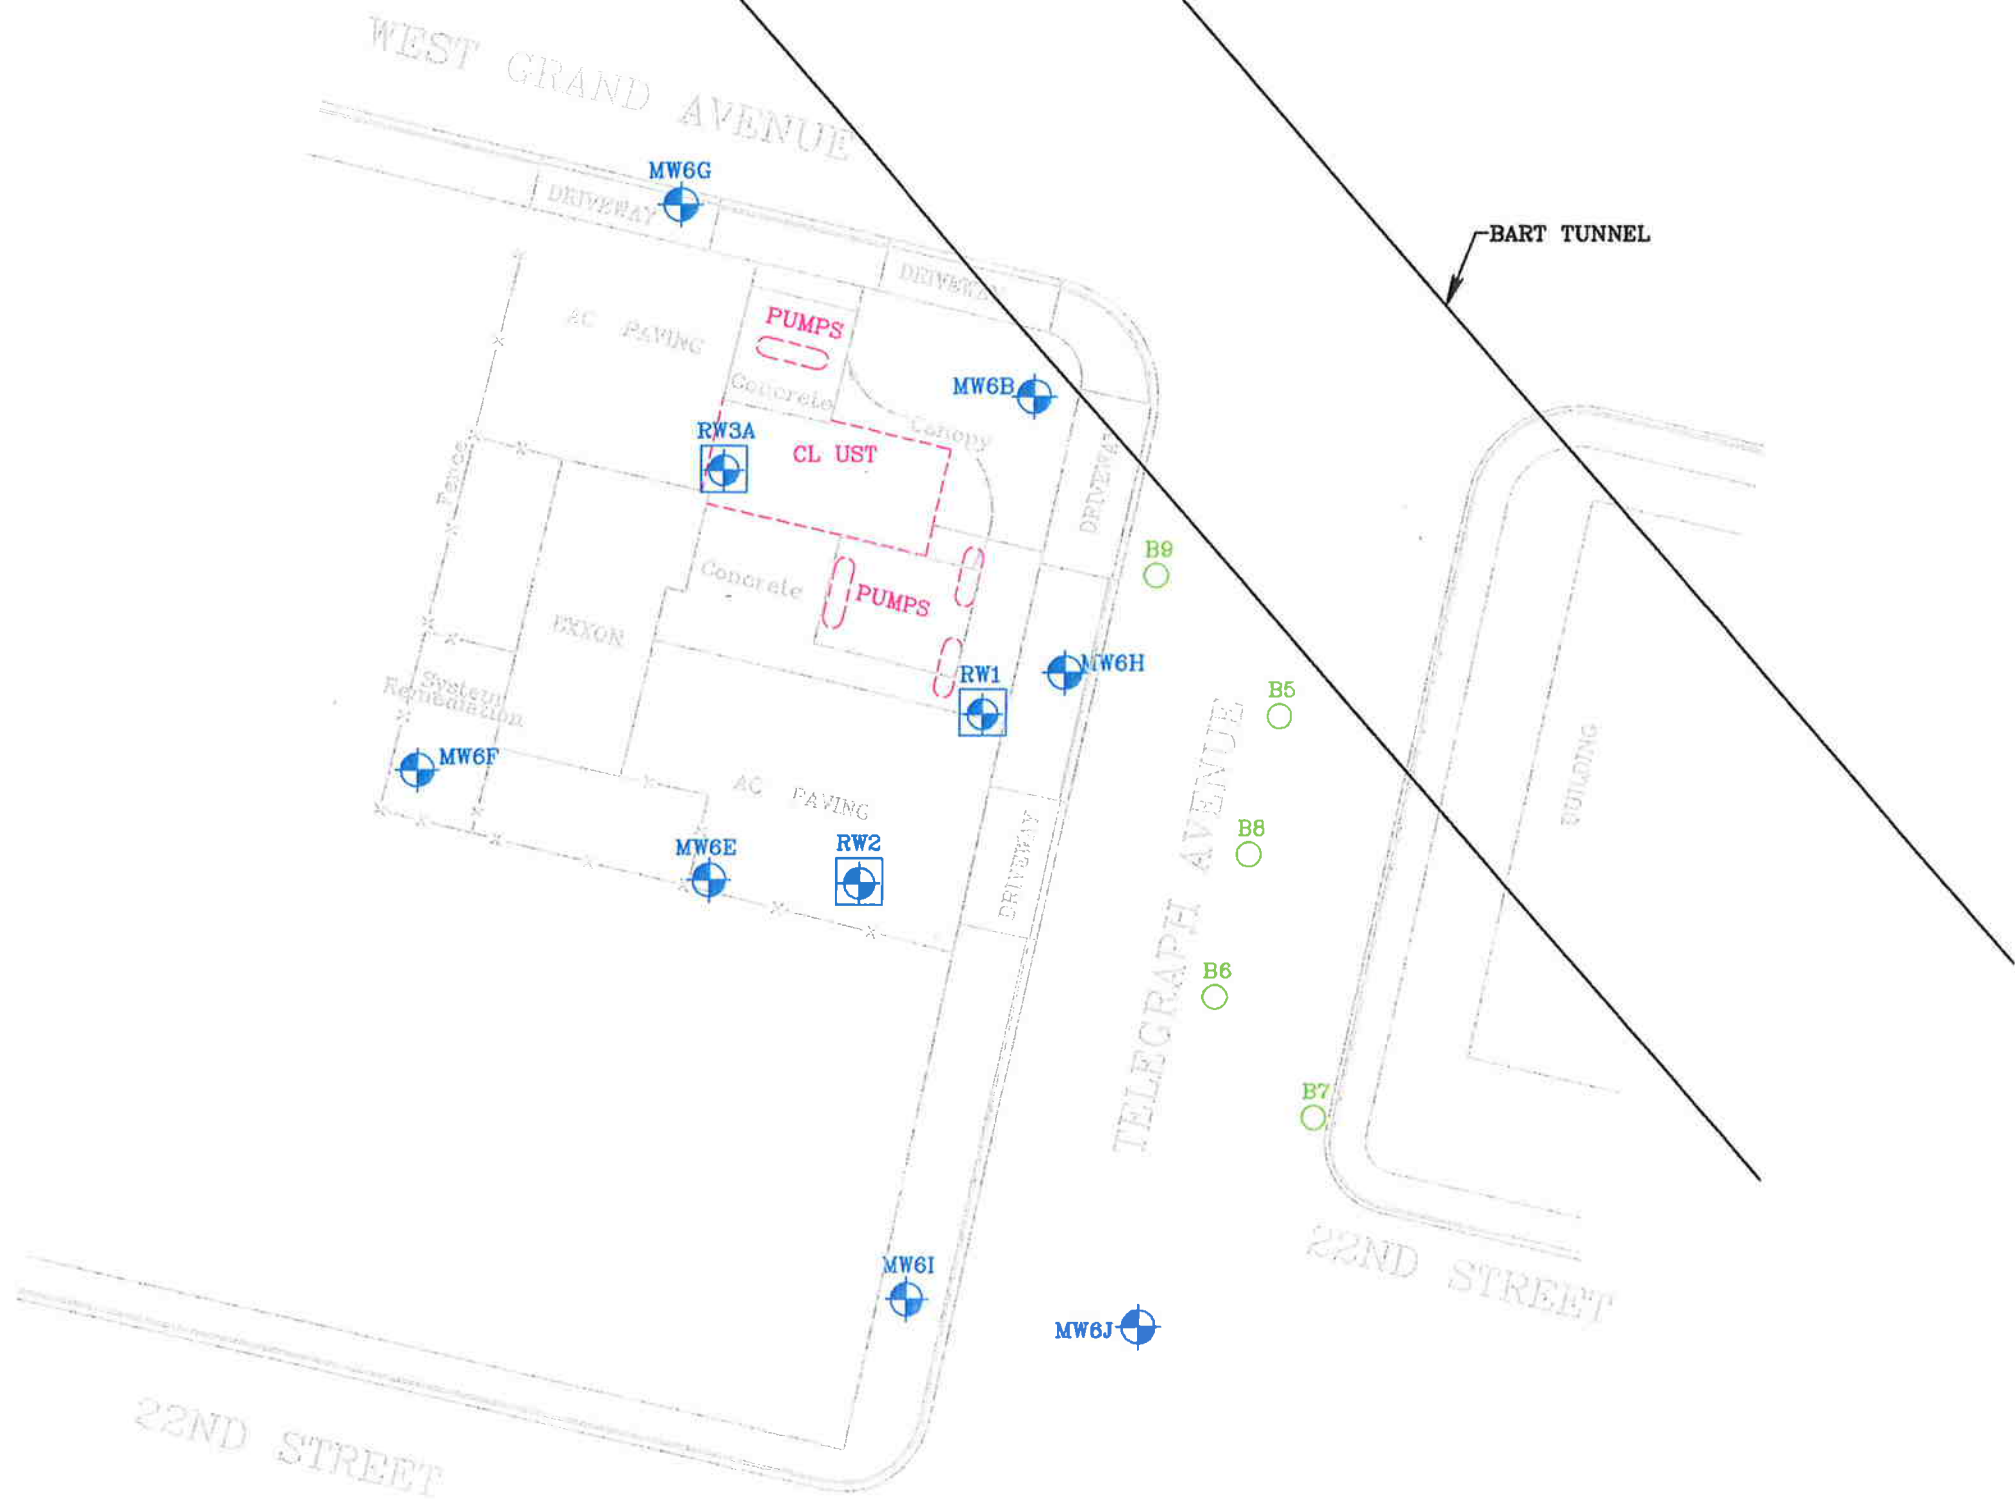 WEST GRAND AVENUE
MW6G
DRIVEWAY
BART TUNNEL
DRIVEWAY
AC PAVING
PUMPS
Concrete
MW6B
Canopy
RW3A
CL UST
DRIVEWAY
Fence
B9
Concrete
PUMPS
EXXON
MW6H
RW1
B5
System
Remediation
TELEGRAPH AVENUE
BUILDING
MW6F
AC PAVING
DRIVEWAY
MW6E
RW2
B8
B6
B7
22ND STREET
MW6I
MW6J
22ND STREET